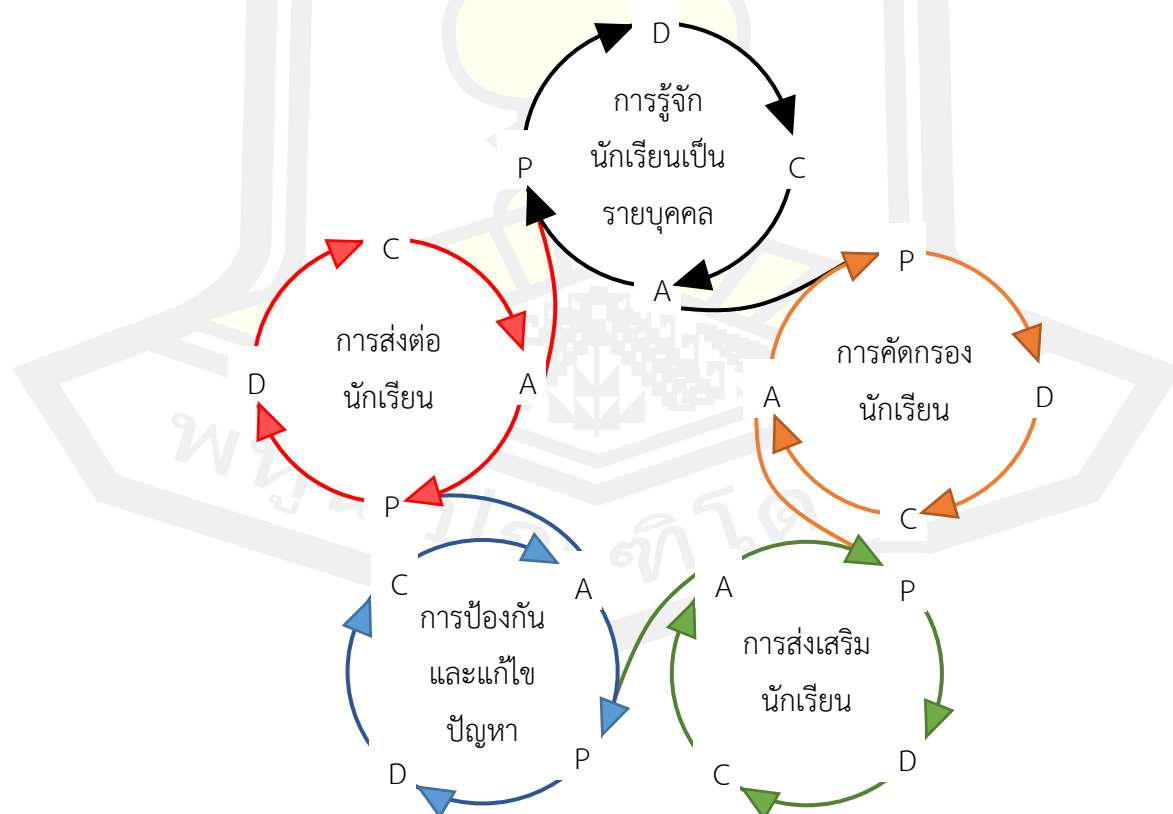 D
การรู้จัก
นักเรียนเป็น
รายบุคคล
P
C
A
C
การส่งต่อ
นักเรียน
D
A
P
P
การคัดกรอง
นักเรียน
A
D
C
C
A
การป้องกัน
และแก้ไข
ปัญหา
D
P
A
P
การส่งเสริม
นักเรียน
C
D